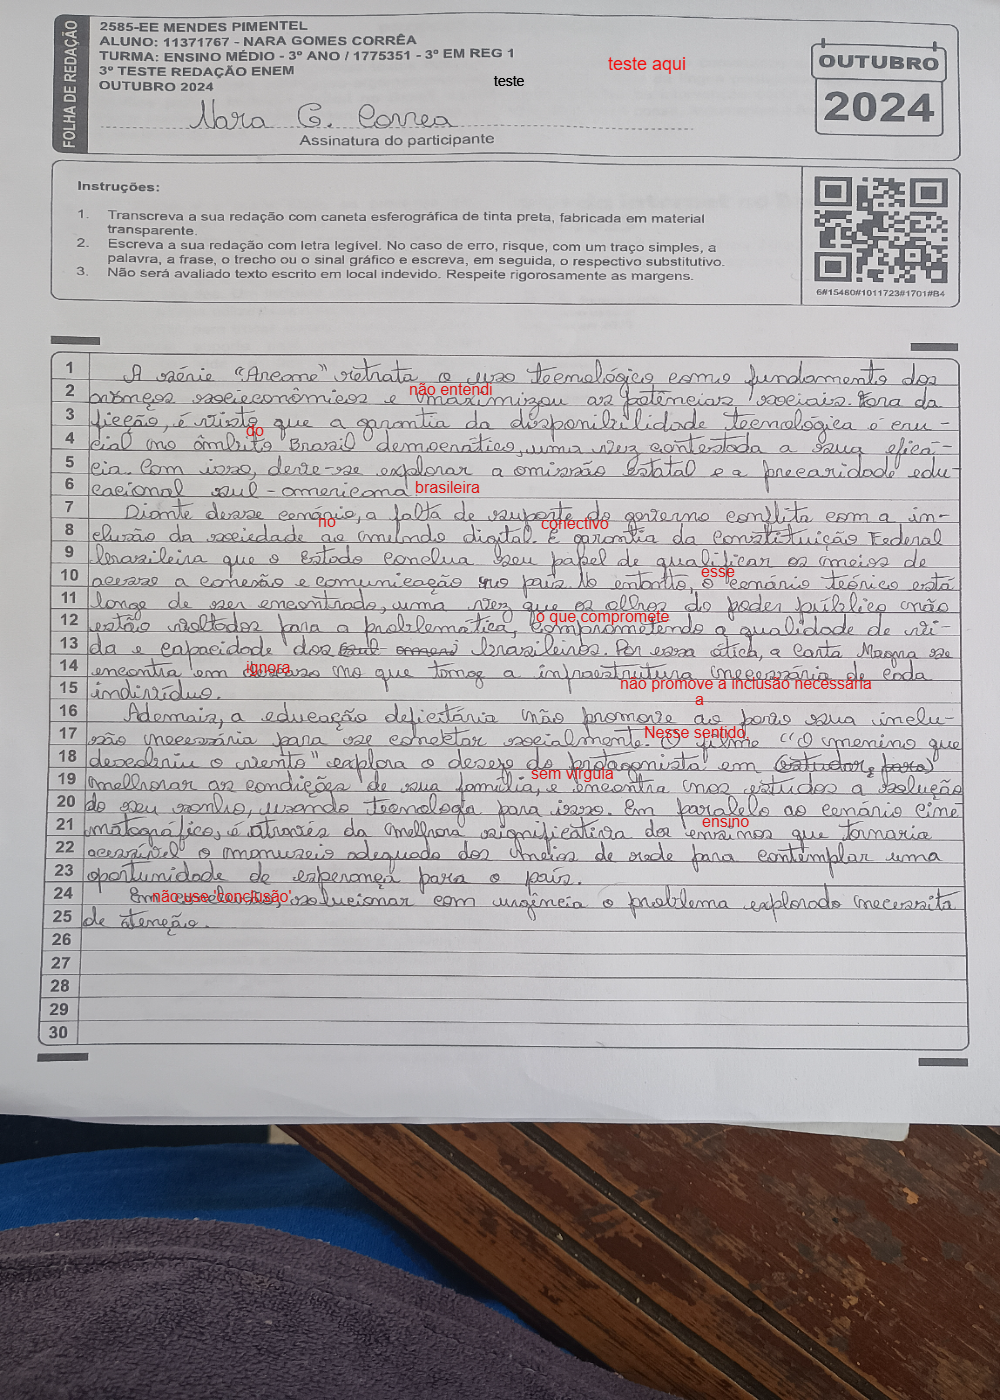 FOLHA DE REDAÇÃO
2585-EE MENDES PIMENTEL
ALUNO: 11371767 - NARA GOMES CORRÊA
TURMA: ENSINO MÉDIO - 3º ANO / 1775351 - 3º EM REG 1
3º TESTE REDAÇÃO ENEM
OUTUBRO 2024
teste
teste aqui
OUTUBRO
2024
Nara G. Correa
Assinatura do participante
Instruções:
1. Transcreva a sua redação com caneta esferográfica de tinta preta, fabricada em material
transparente.
2. Escreva a sua redação com letra legível. No caso de erro, risque, com um traço simples, a
palavra, a frase, o trecho ou o sinal gráfico e escreva, em seguida, o respectivo substitutivo.
3. Não será avaliado texto escrito em local indevido. Respeite rigorosamente as margens.
6#15460#1011723#1701#B4
1 A série "Arcane" retrata o uso tecnológico como fundamento dos
não entendi
2 avanços socieconômicos e maximizou as potências sociais. Fora da
3 ficção, é visto que a garantia da disponibilidade tecnológica é cru-
do
4 cial no âmbito Brasil democrático, uma vez contestada a sua eficá-
5 cia. Com isso, deve-se explorar a omissão estatal e a precaridade edu-
6 cacional sul-americana brasileira
7 Diante desse cenário, a falta de suporte do governo conflita com a in-
no
conectivo
8 clusão da sociedade ao mundo digital. É garantia da Constituição Federal
9 brasileira que o Estado conclua seu papel de qualificar os meios de
esse
10 acesso a conexão e comunicação no país. No entanto, o cenário teórico está
11 longe de ser encontrado, uma vez que os olhos do poder público não
o que compromete
12 estão voltados para a problemática, comprometendo a qualidade de vi-
13 da e capacidade dos brasileiros. Por essa ótica, a Carta Magna se
ignora
14 encontra em descaso no que torna a infraestrutura necessária de cada
não promove a inclusão necessária
15 indivíduo.
a
16 Ademais, a educação deficitária não promove ao povo sua inclu-
Nesse sentido,
17 são necessária para se conectar socialmente. O filme "O menino que
18 descobriu o vento" explora o desejo do protagonista em (estudar, para)
sem vírgula
19 melhorar as condições de sua família, e encontra nos estudos a solução
20 do seu sonho, usando tecnologia para isso. Em paralelo ao cenário cine
ensino
21 matográfico, é através da melhora significativa dos ensinos que tornaria
22 acessível o manuseio adequado dos meios de rede para contemplar uma
23 oportunidade de esperança para o país.
não use 'conclusão'
24 Em conclusão, solucionar com urgência o problema explorado necessita
25 de atenção.
26
27
28
29
30